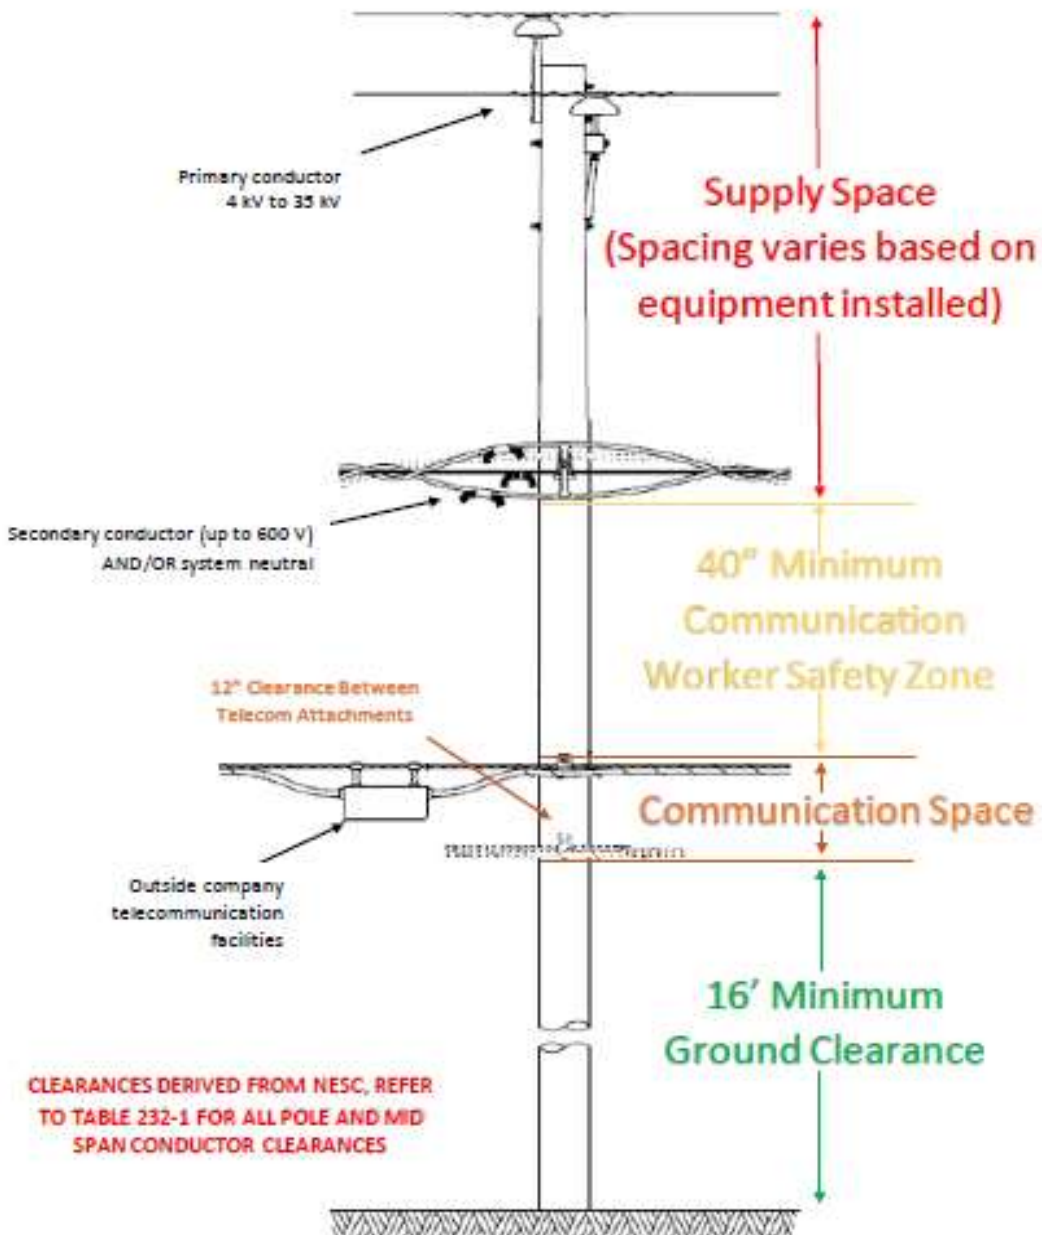 Primary conductor
4 kV to 35 kV
Supply Space
(Spacing varies based on
equipment installed)
Secondary conductor (up to 600 V)
AND/OR system neutral
40" Minimum
Communication
Worker Safety Zone
12" Clearance Between
Telecom Attachments
Communication Space
Outside company
telecommunication
facilities
16' Minimum
Ground Clearance
CLEARANCES DERIVED FROM NESC, REFER
TO TABLE 232-1 FOR ALL POLE AND MID
SPAN CONDUCTOR CLEARANCES